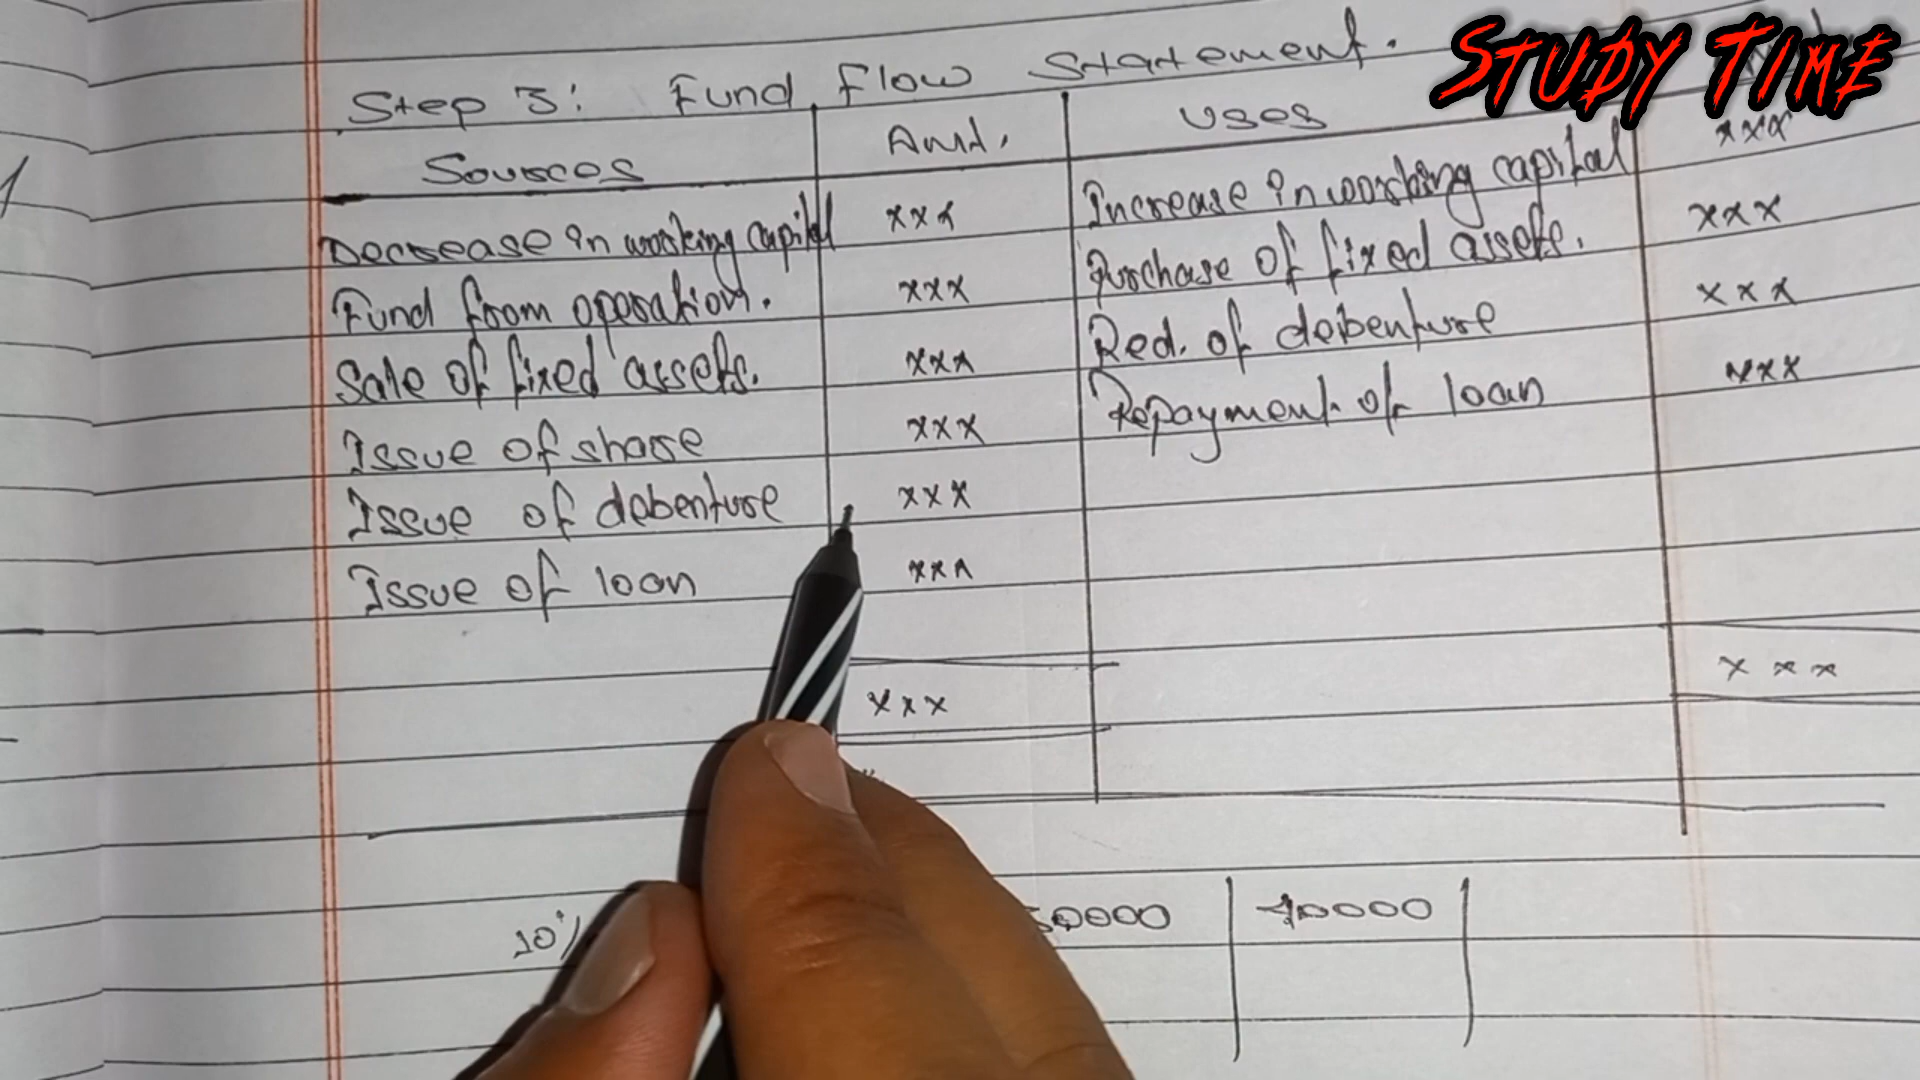 STUDY TIME
Step 3: Fund Flow Statement.
Sources Amt. Uses
Decrease in working capital xxx Increase in working capital xxx
Fund from operation. xxx Purchase of fixed assets. xxx
Sale of fixed assets. xxx Red. of debenture xxx
Issue of share xxx Repayment of loan xxx
Issue of debenture xxx
Issue of loan xxx
xxx xxx
10% 0000 40000